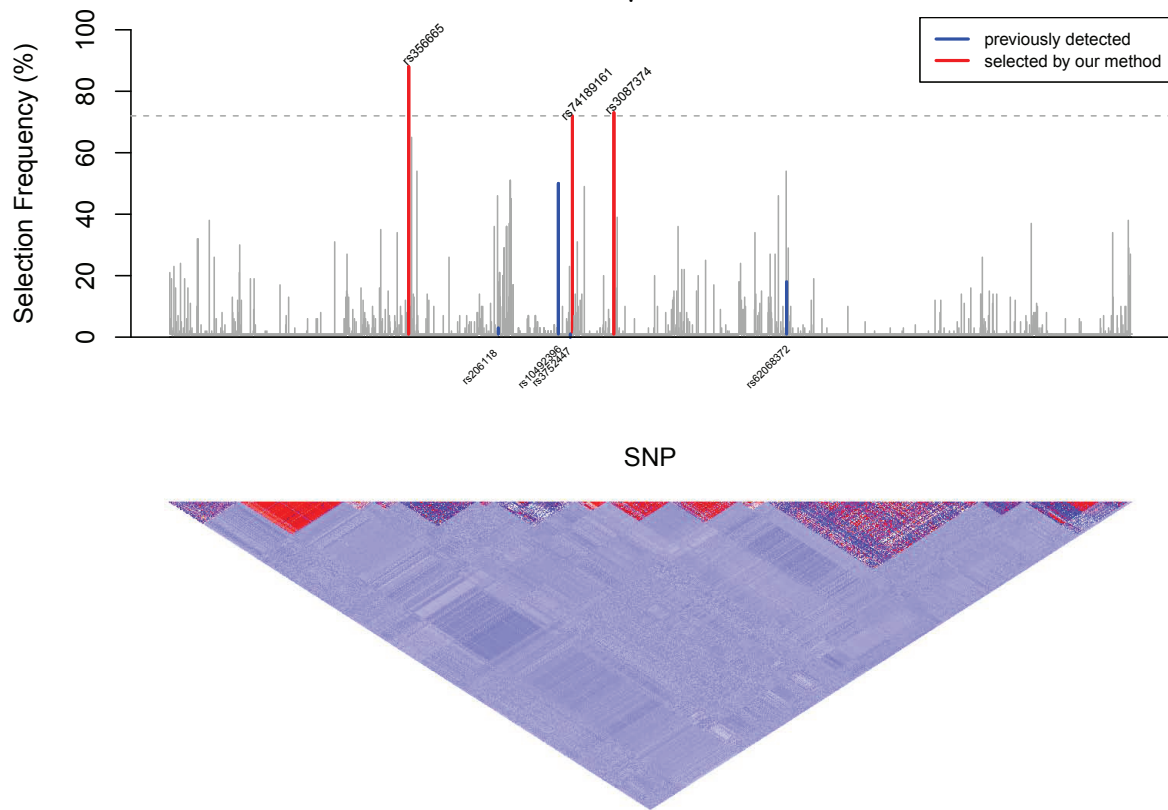 Selection Frequency (%)
100
80
60
40
20
0
previously detected
selected by our method
rs356665
rs74189161
rs3087374
rs206118
rs10492396
rs3752447
rs62068372
SNP